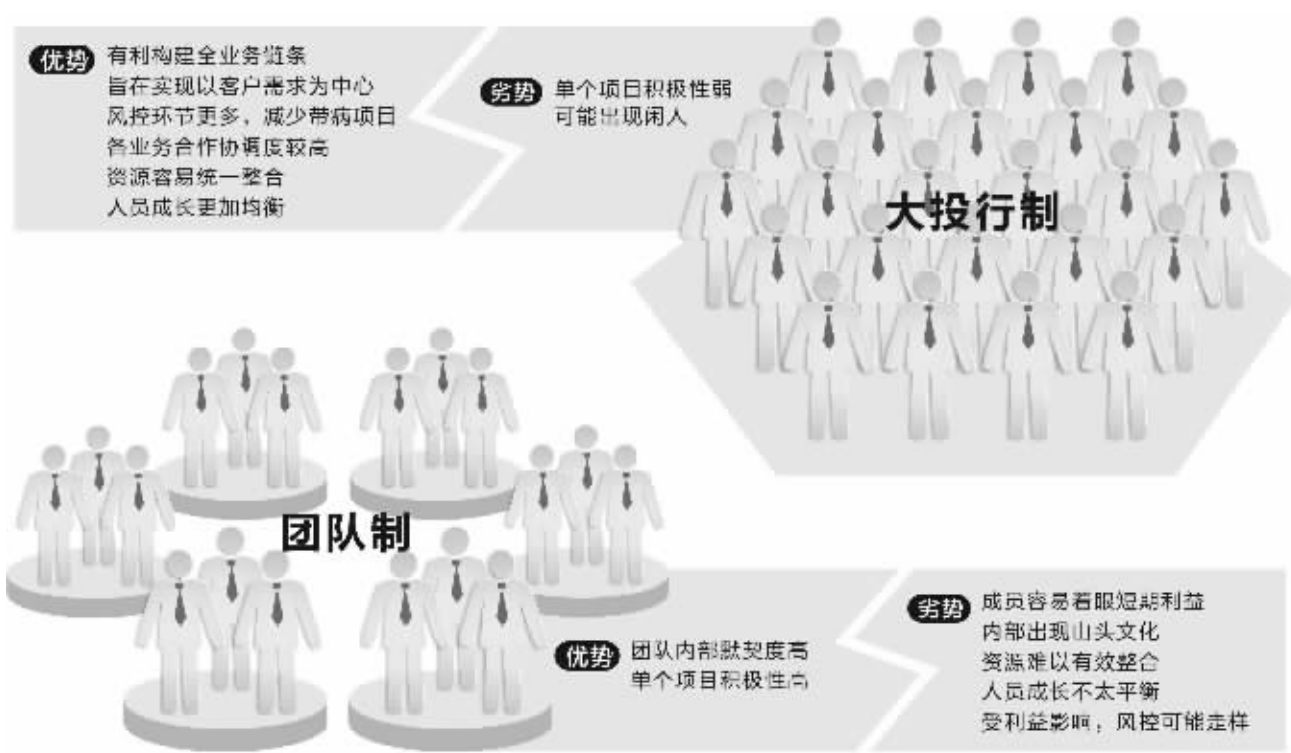 优势
有利构建全业务链条
旨在实现以客户需求为中心
风控环节更多，减少带病项目
各业务合作协调度较高
资源容易统一整合
人员成长更加均衡
劣势
单个项目积极性弱
可能出现闲人
大投行制
团队制
优势
团队内部默契度高
单个项目积极性高
劣势
成员容易着眼短期利益
内部出现山头文化
资源难以有效整合
人员成长不太平衡
受利益影响，风控可能走样